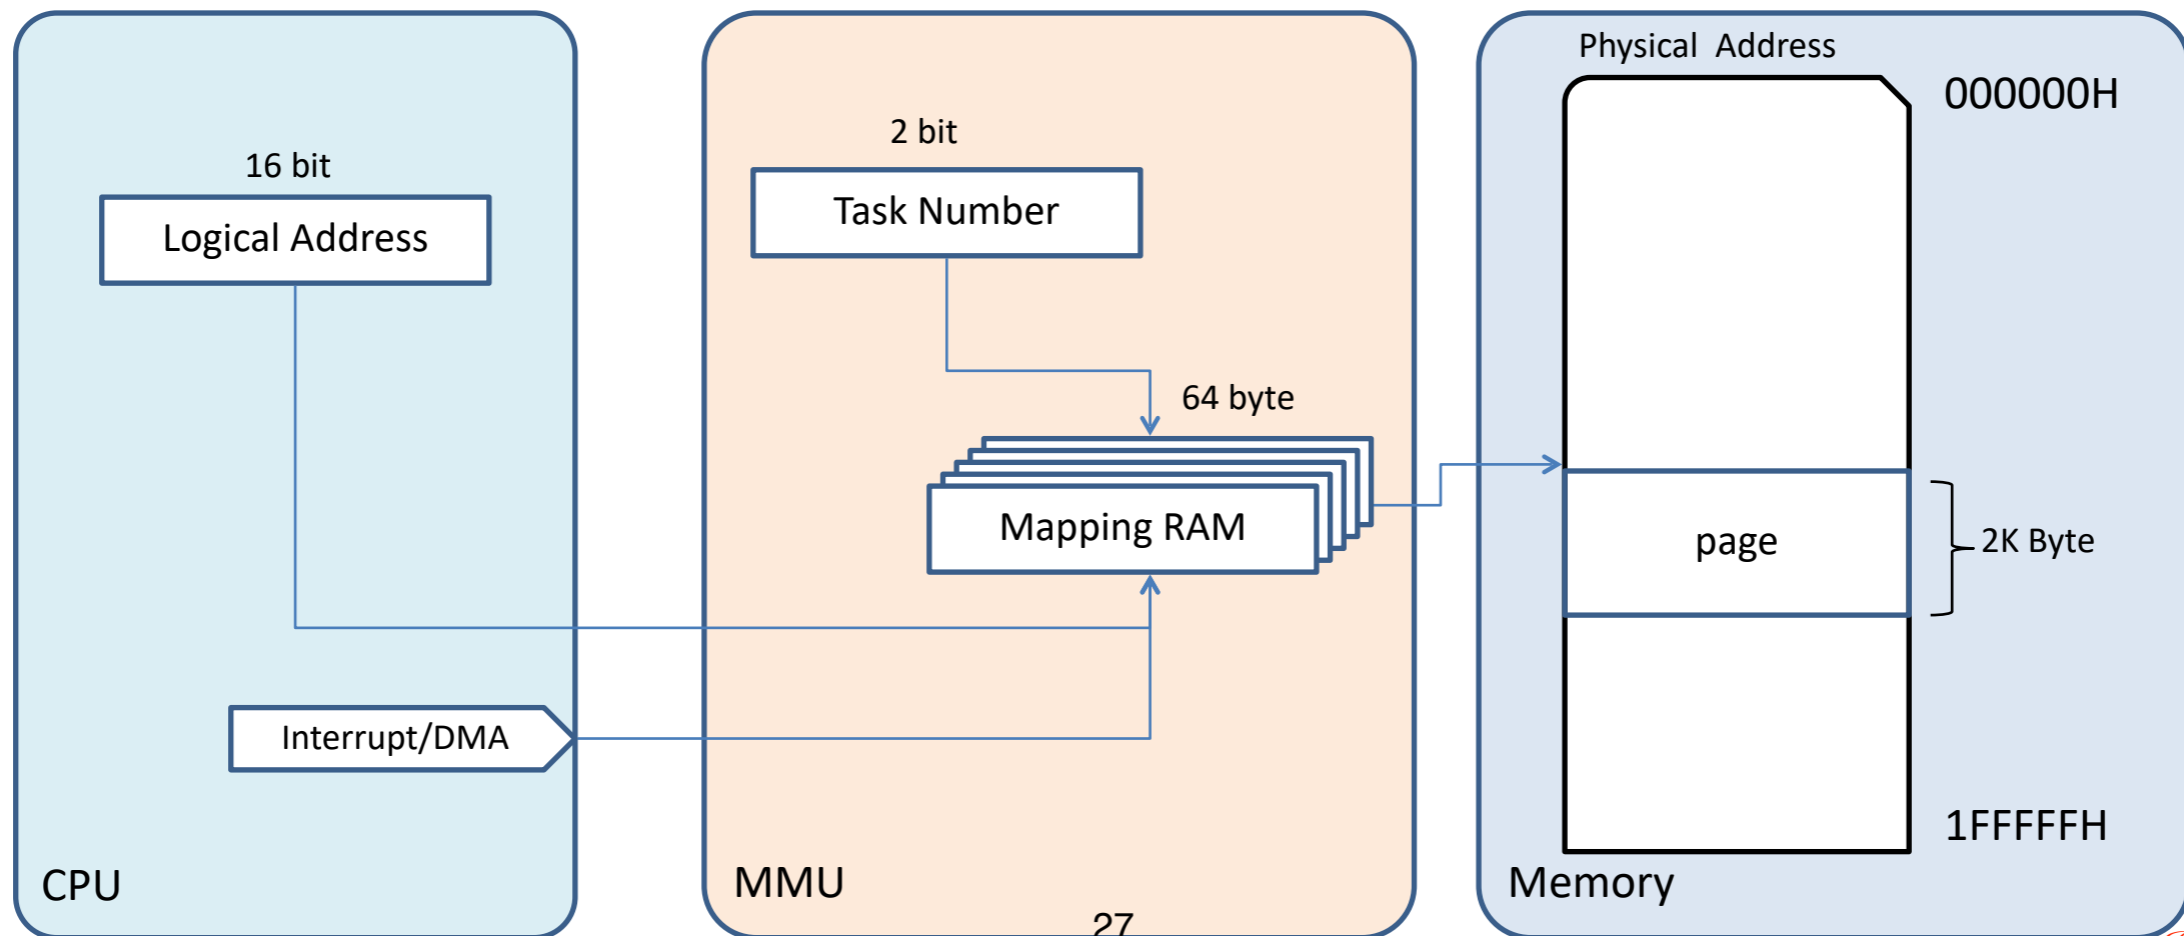 16 bit
Logical Address
Interrupt/DMA
CPU
2 bit
Task Number
64 byte
Mapping RAM
MMU
27
Physical Address
000000H
page
2K Byte
1FFFFFH
Memory